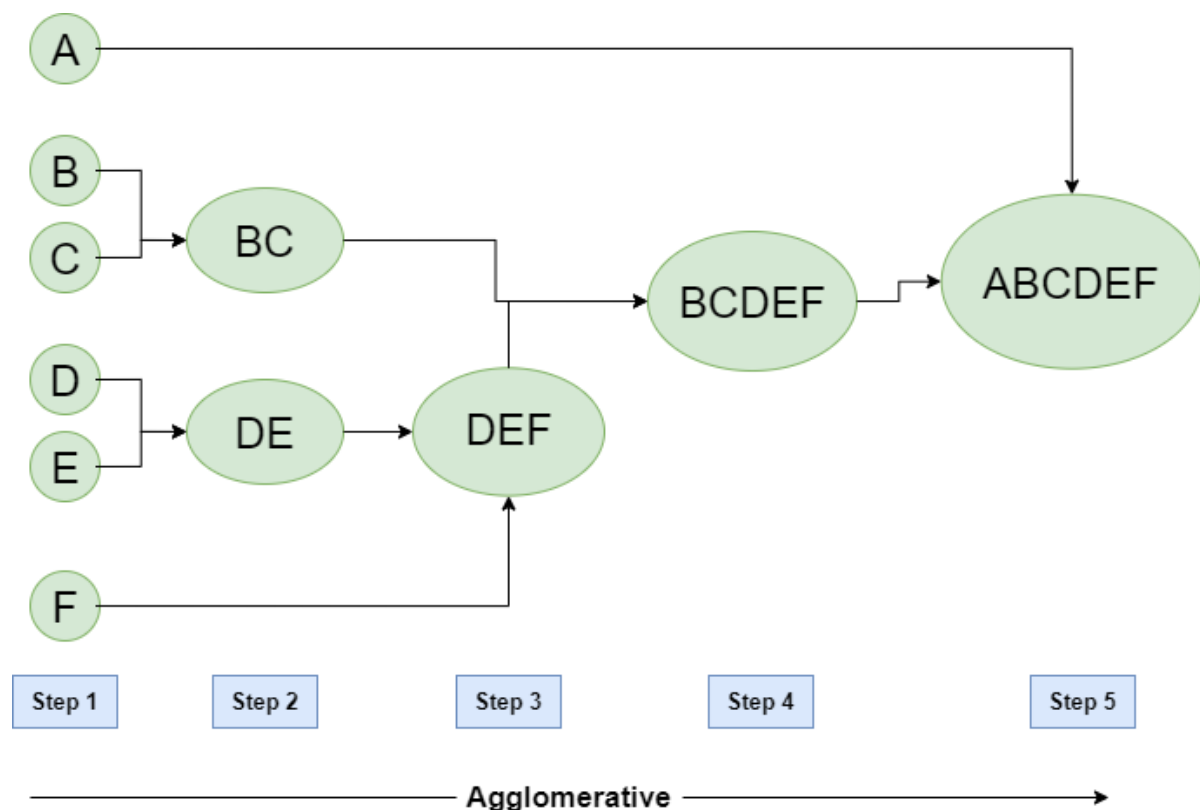 A
B
C
BC
D
E
DE
DEF
BCDEF
ABCDEF
F
Step 1
Step 2
Step 3
Step 4
Step 5
Agglomerative